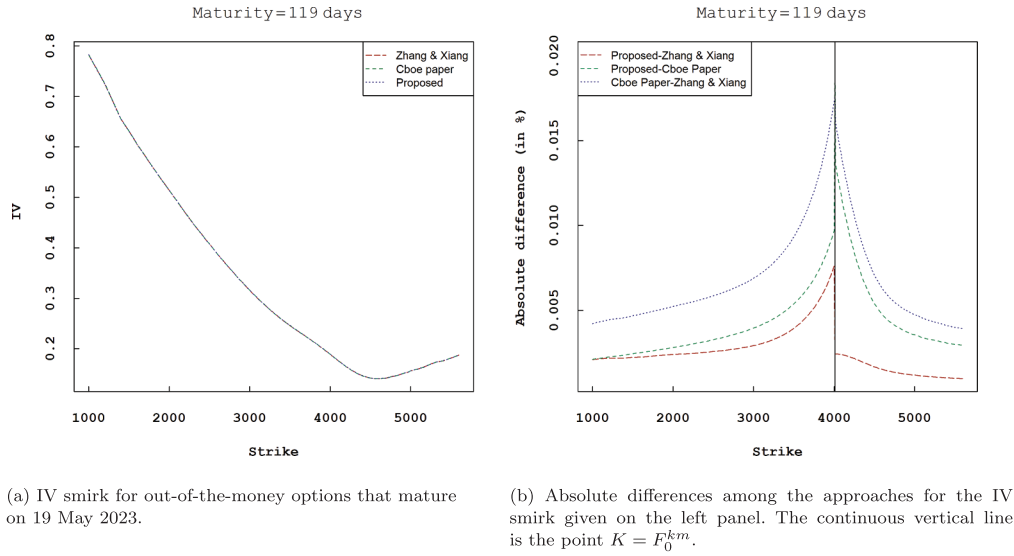 Maturity=119 days
0.8
0.7
0.6
0.5
0.4
0.3
0.2
IV
Zhang & Xiang
Cboe paper
Proposed
1000 2000 3000 4000 5000
Strike
(a) IV smirk for out-of-the-money options that mature
on 19 May 2023.
Maturity=119 days
0.020
0.015
0.010
0.005
Absolute difference (in %)
Proposed-Zhang & Xiang
Proposed-Cboe Paper
Cboe Paper-Zhang & Xiang
1000 2000 3000 4000 5000
Strike
(b) Absolute differences among the approaches for the IV
smirk given on the left panel. The continuous vertical line
is the point K = F₀ᵏᵐ.